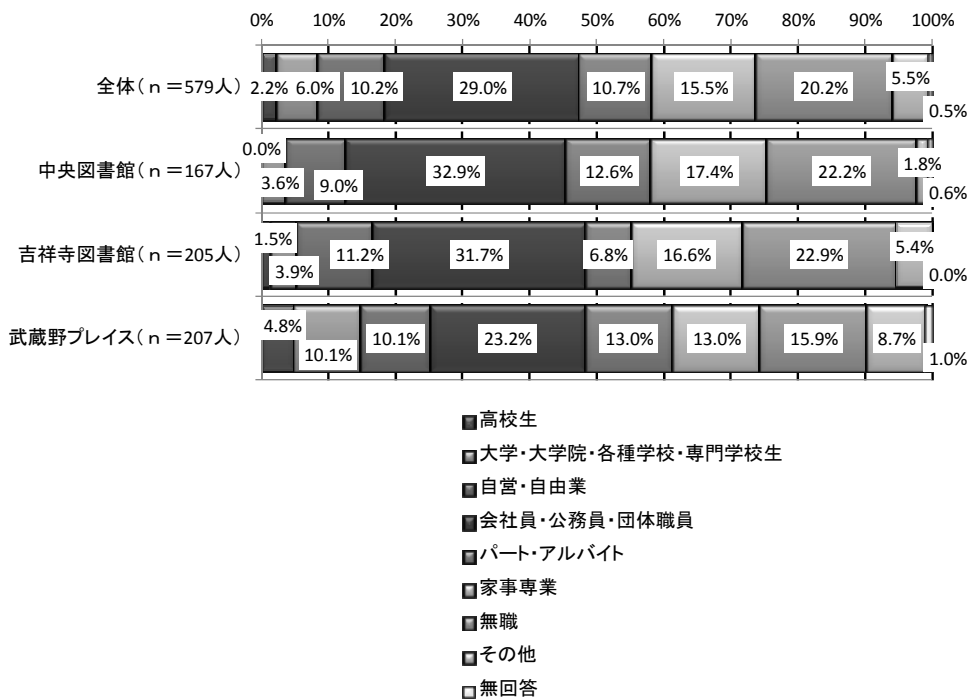 0% 10% 20% 30% 40% 50% 60% 70% 80% 90% 100%
全体(n=579人) 2.2% 6.0% 10.2% 29.0% 10.7% 15.5% 20.2% 5.5% 0.5%
中央図書館(n=167人) 0.0% 3.6% 9.0% 32.9% 12.6% 17.4% 22.2% 1.8% 0.6%
吉祥寺図書館(n=205人) 1.5% 3.9% 11.2% 31.7% 6.8% 16.6% 22.9% 5.4% 0.0%
武蔵野プレイス(n=207人) 4.8% 10.1% 10.1% 23.2% 13.0% 13.0% 15.9% 8.7% 1.0%
高校生
大学・大学院・各種学校・専門学校生
自営・自由業
会社員・公務員・団体職員
パート・アルバイト
家事専業
無職
その他
無回答